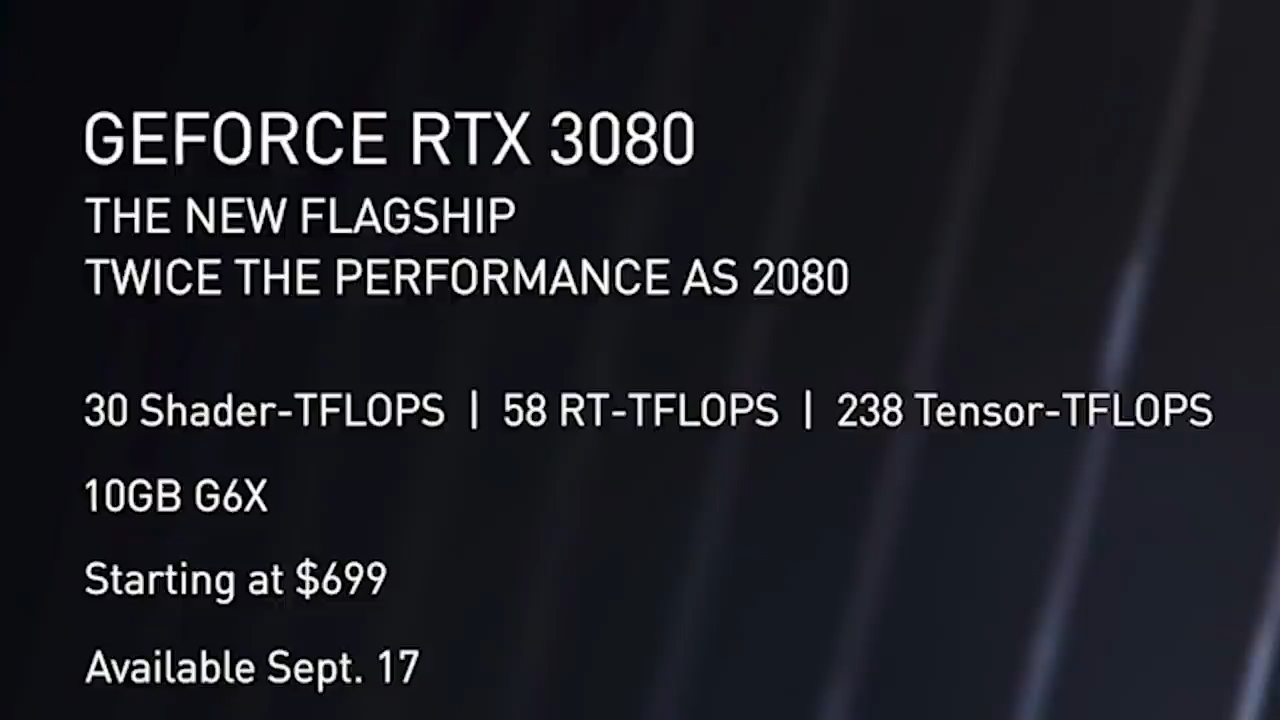 GEFORCE RTX 3080
THE NEW FLAGSHIP
TWICE THE PERFORMANCE AS 2080
30 Shader-TFLOPS | 58 RT-TFLOPS | 238 Tensor-TFLOPS
10GB G6X
Starting at $699
Available Sept. 17